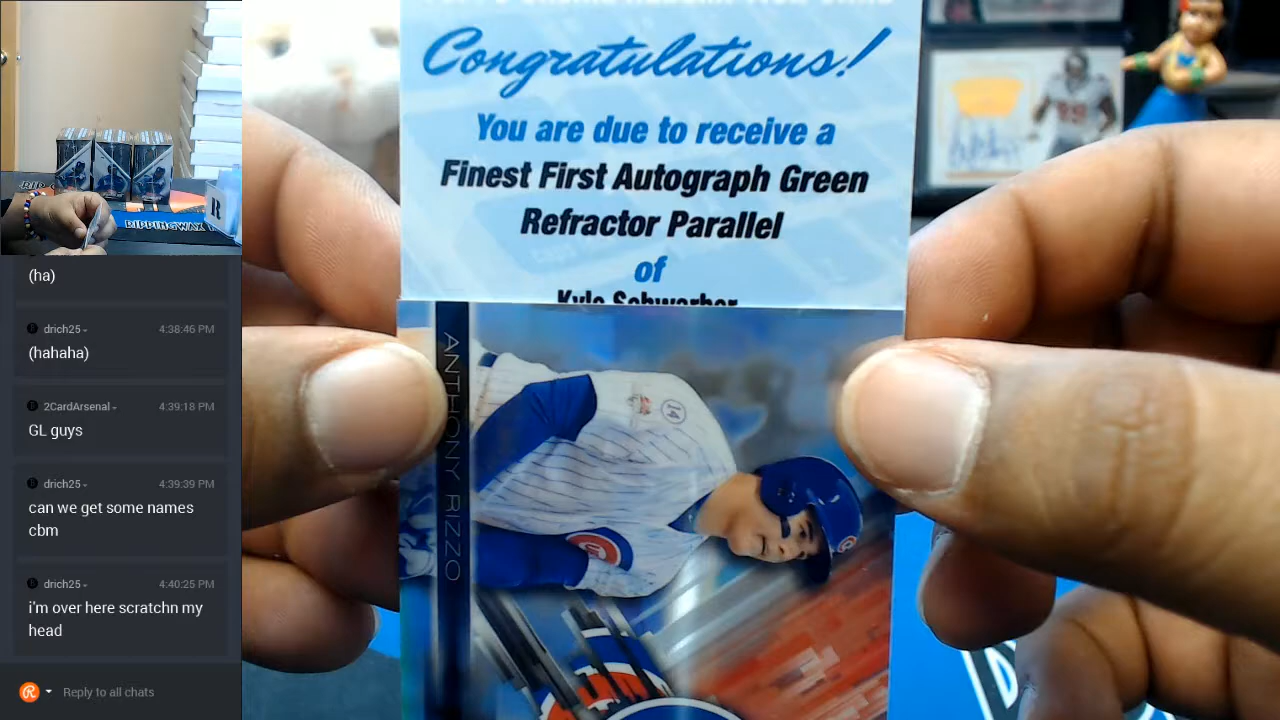 Congratulations!
You are due to receive a
Finest First Autograph Green
Refractor Parallel
of
Kyle Schwarber
ANTHONY RIZZO
14
R
RIPPINGWAX
(ha)
drich25
4:38:46 PM
(hahaha)
2CardArsenal
4:39:18 PM
GL guys
drich25
4:39:39 PM
can we get some names
cbm
drich25
4:40:25 PM
i'm over here scratchn my
head
Reply to all chats